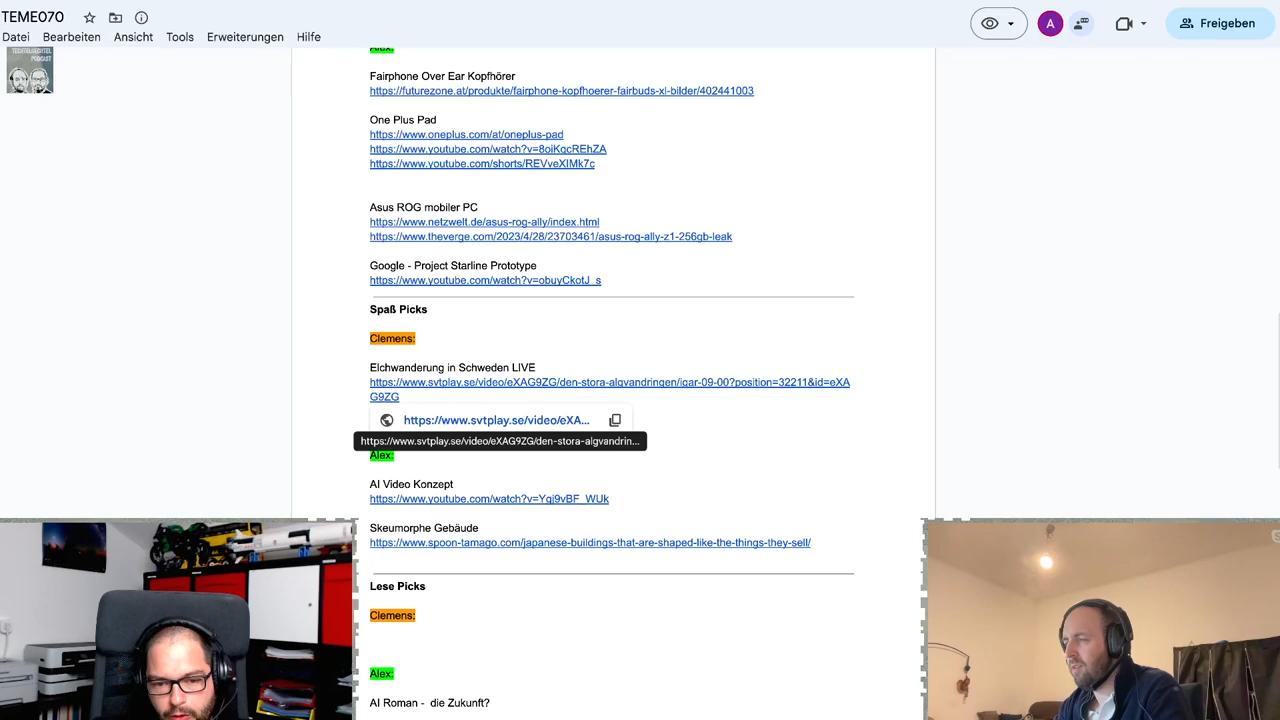 TEME070
Datei Bearbeiten Ansicht Tools Erweiterungen Hilfe
A
Freigeben
TECHTELMECHTEL
PODCAST
Alex:
Fairphone Over Ear Kopfhörer
https://futurezone.at/produkte/fairphone-kopfhoerer-fairbuds-xl-bilder/402441003
One Plus Pad
https://www.oneplus.com/at/oneplus-pad
https://www.youtube.com/watch?v=8oiKqcREhZA
https://www.youtube.com/shorts/REVveXIMk7c
Asus ROG mobiler PC
https://www.netzwelt.de/asus-rog-ally/index.html
https://www.theverge.com/2023/4/28/23703461/asus-rog-ally-z1-256gb-leak
Google - Project Starline Prototype
https://www.youtube.com/watch?v=obuyCkotJ_s
Spaß Picks
Clemens:
Elchwanderung in Schweden LIVE
https://www.svtplay.se/video/eXAG9ZG/den-stora-algvandringen/igar-09-00?position=32211&id=eXA
G9ZG
https://www.svtplay.se/video/eXA...
https://www.svtplay.se/video/eXAG9ZG/den-stora-algvandrin...
Alex:
AI Video Konzept
https://www.youtube.com/watch?v=Yqj9vBF_WUk
Skeumorphe Gebäude
https://www.spoon-tamago.com/japanese-buildings-that-are-shaped-like-the-things-they-sell/
Lese Picks
Clemens:
Alex:
AI Roman - die Zukunft?